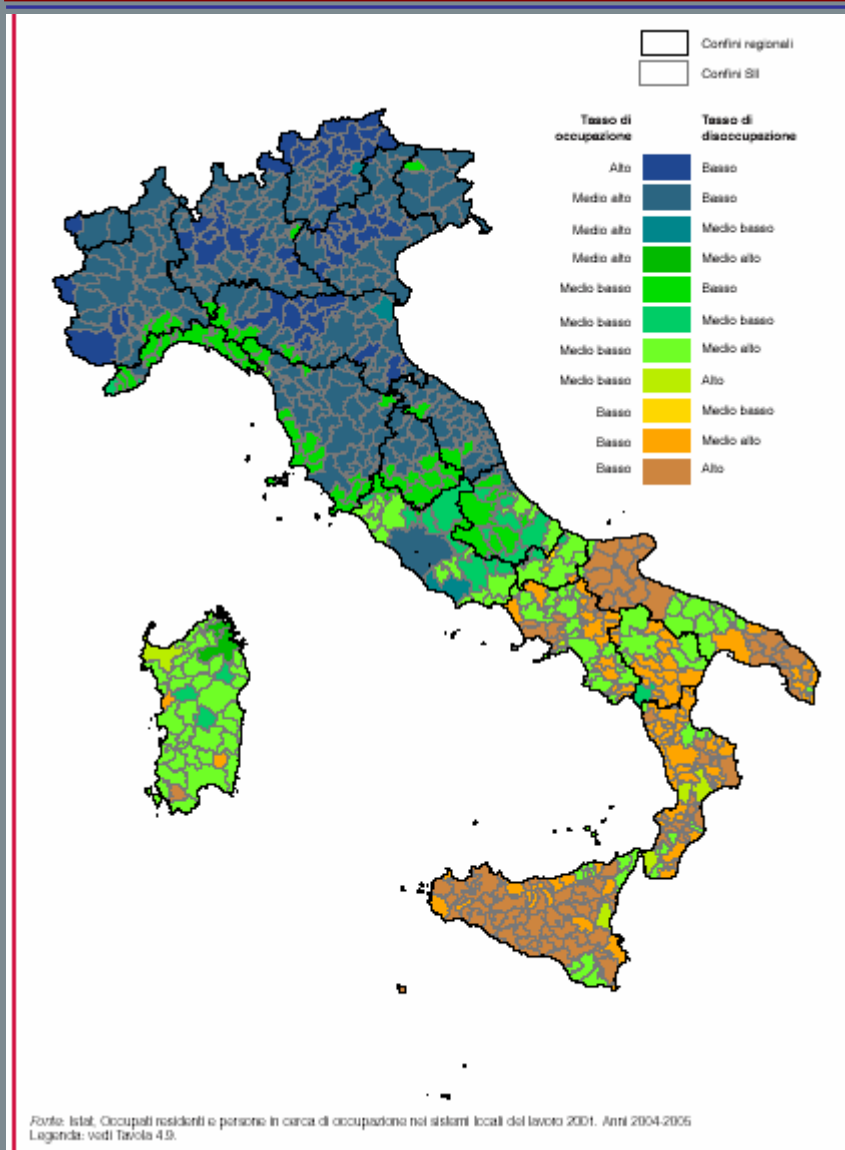 Confini regionali
Confini Sll
Tasso di occupazione
Tasso di disoccupazione
Alto Basso
Medio alto Basso
Medio alto Medio basso
Medio alto Medio alto
Medio basso Basso
Medio basso Medio basso
Medio basso Medio alto
Medio basso Alto
Basso Medio basso
Basso Medio alto
Basso Alto
Fonte: Istat, Occupati residenti e persone in cerca di occupazione nei sistemi locali del lavoro 2001. Anni 2004-2005
Legenda: vedi Tavola 4.9.